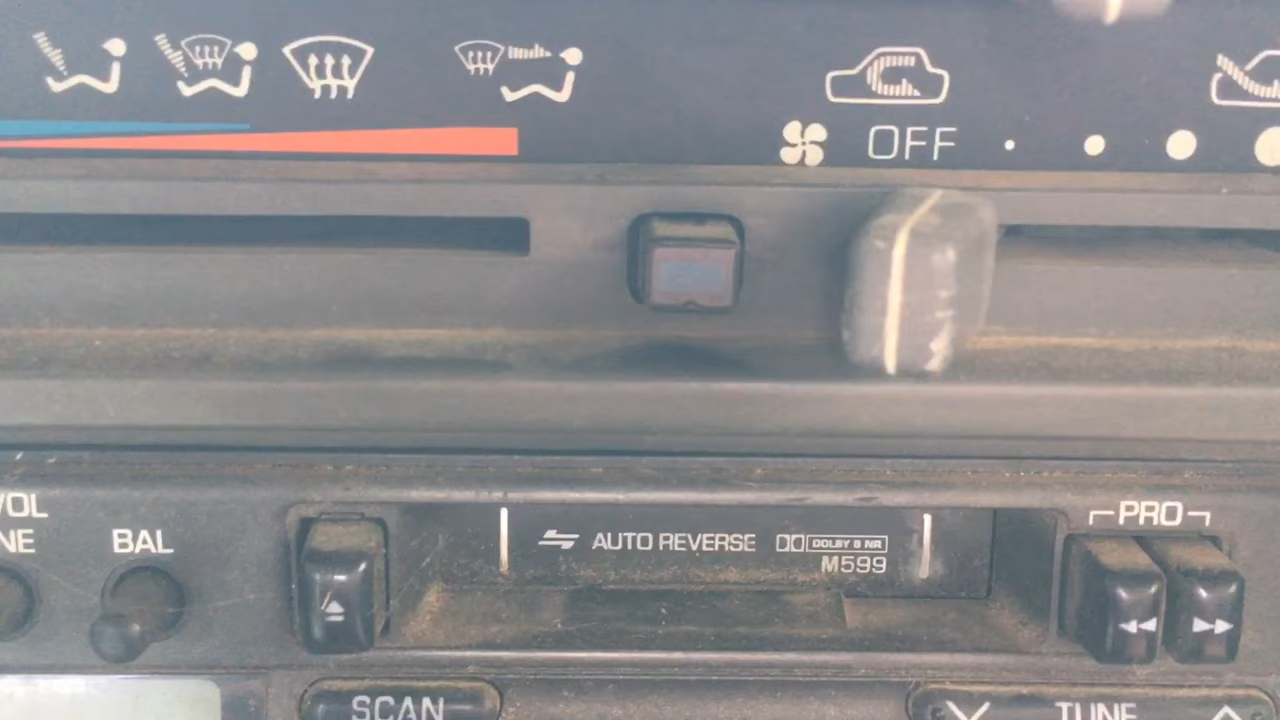 OFF
VOL
NE
BAL
AUTO REVERSE
DOLBY B NR
M599
PRO
SCAN
TUNE